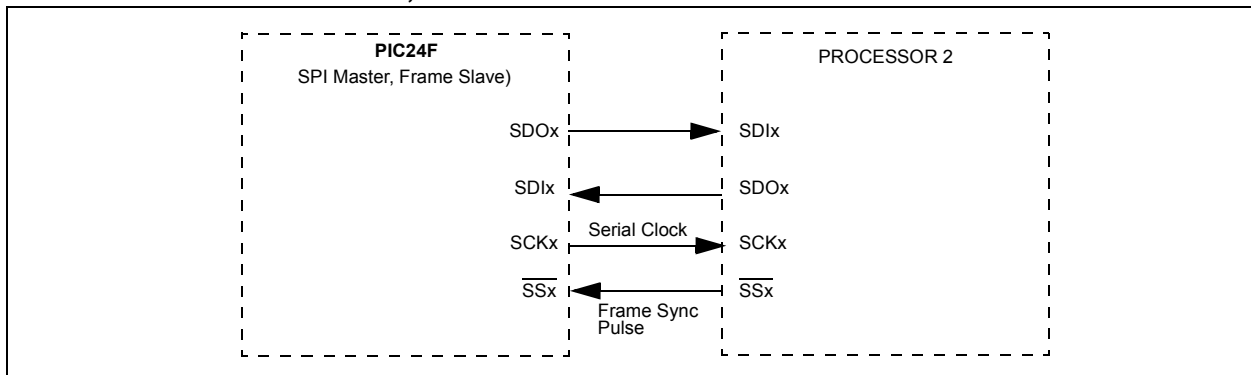 PIC24F
SPI Master, Frame Slave)
PROCESSOR 2
SDOx
SDIx
SDIx
SDOx
SCKx
Serial Clock
SCKx
SSx
Frame Sync
Pulse
SSx